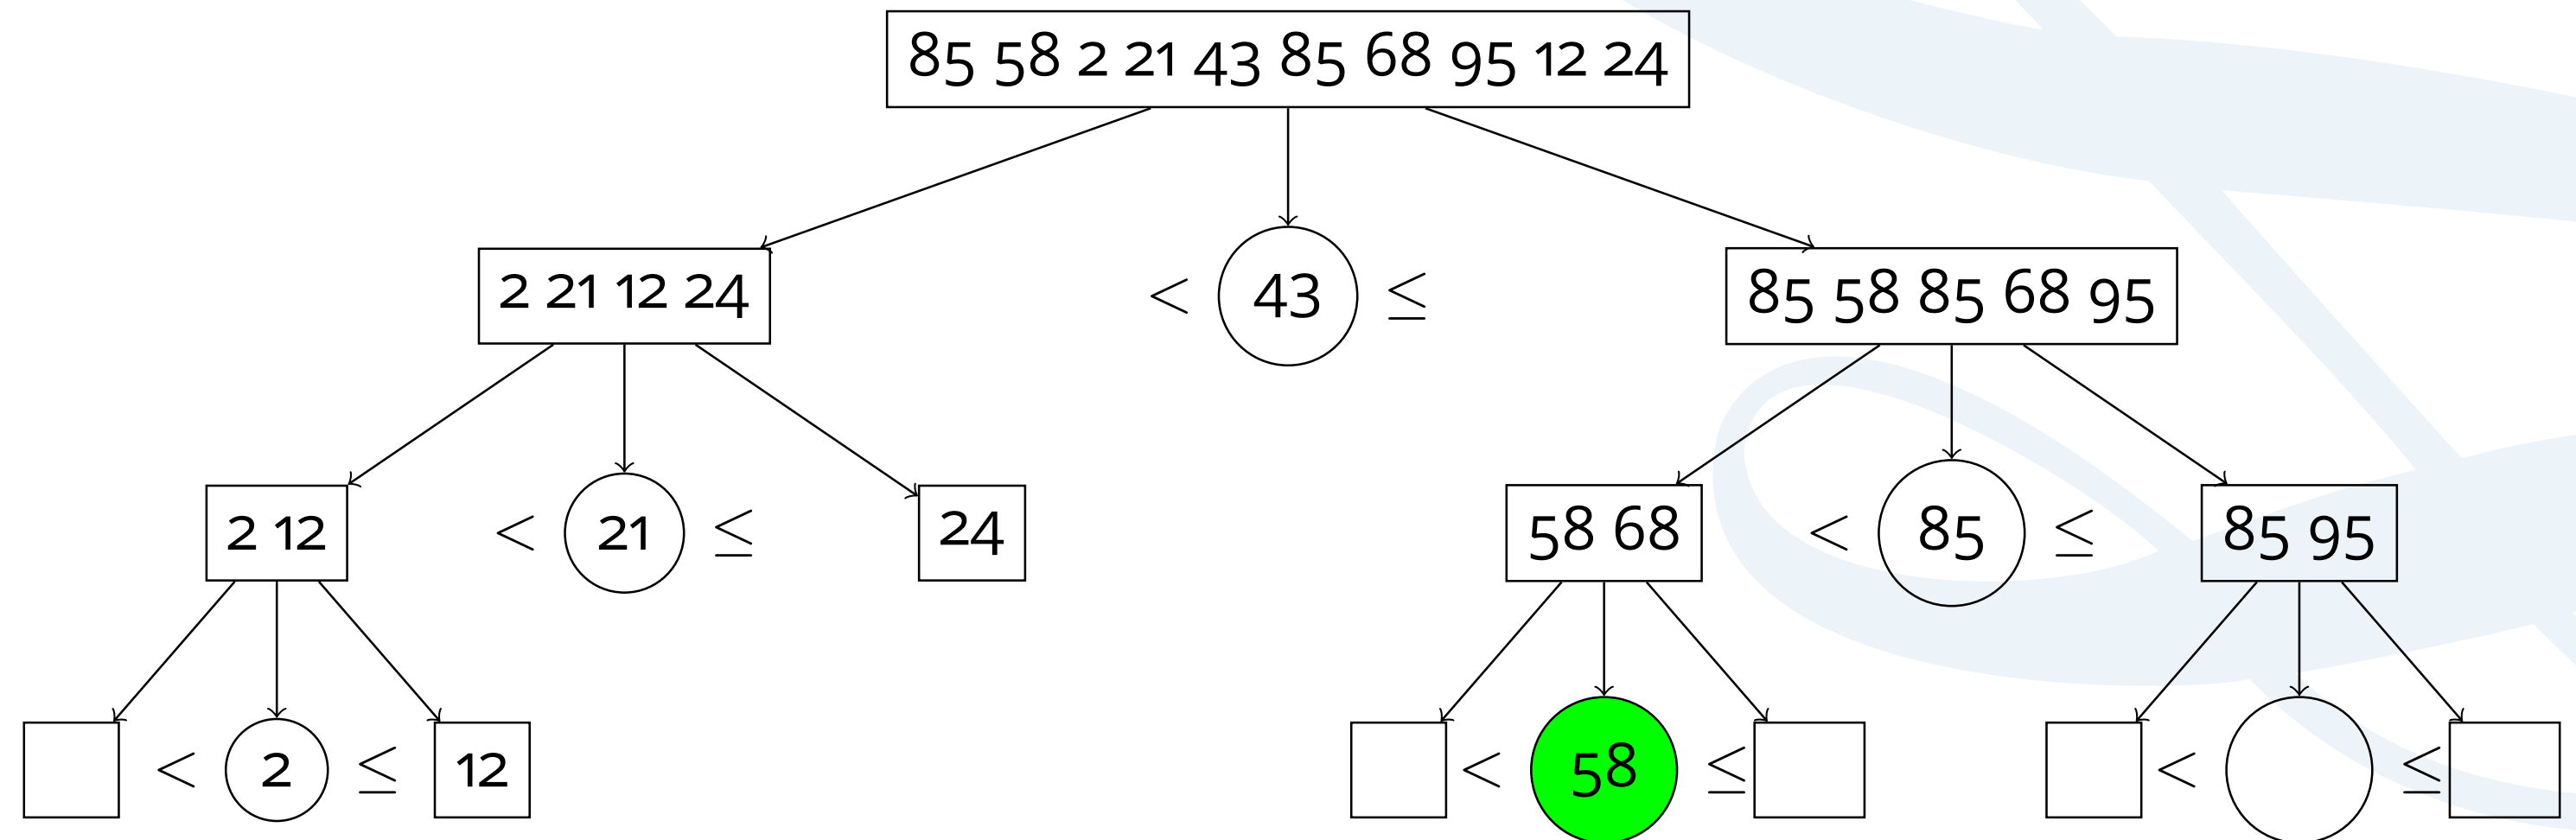 85 58 2 21 43 85 68 95 12 24
2 21 12 24 < 43 ≤ 85 58 85 68 95
2 12 < 21 ≤ 24 58 68 < 85 ≤ 85 95
< 2 ≤ 12 < 58 ≤ < ≤